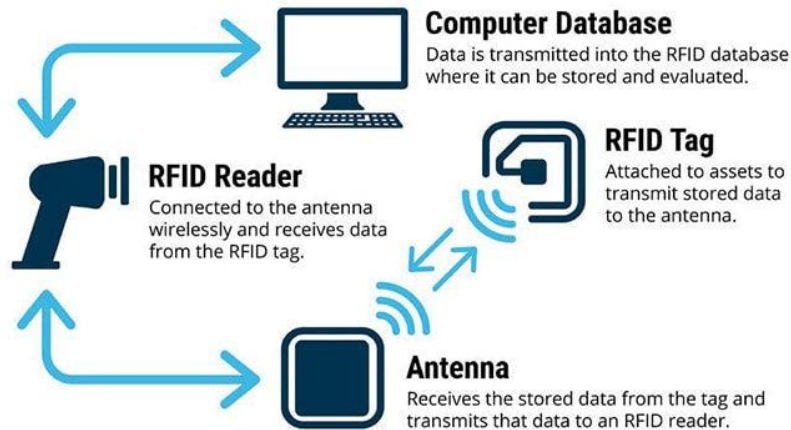 Computer Database
Data is transmitted into the RFID database
where it can be stored and evaluated.
RFID Tag
Attached to assets to
transmit stored data
to the antenna.
RFID Reader
Connected to the antenna
wirelessly and receives data
from the RFID tag.
Antenna
Receives the stored data from the tag and
transmits that data to an RFID reader.